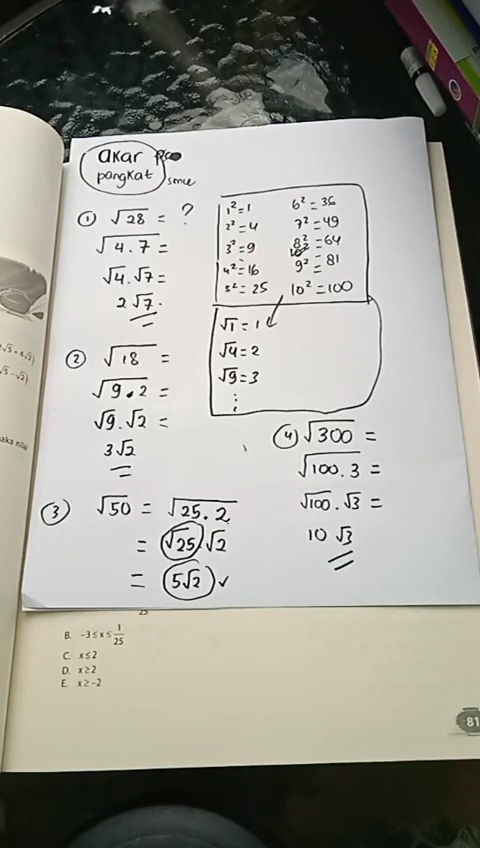 akar
pangkat smu
① √28 = ?
√4.7 =
√4.√7 =
2√7.
1²=1
2²=4
3²=9
4²=16
5²=25
6²=36
7²=49
8²=64
9²=81
10²=100
√1=1
√4=2
√9=3
⋮
② √18 =
√9.2 =
√9.√2 =
3√2
③ √50 = √25.2
= √25 √2
= 5√2 ✓
④ √300 =
√100.3 =
√100.√3 =
10√3
B. -3≤x≤1/25
C. x≤2
D. x≥2
E. x≥-2
81